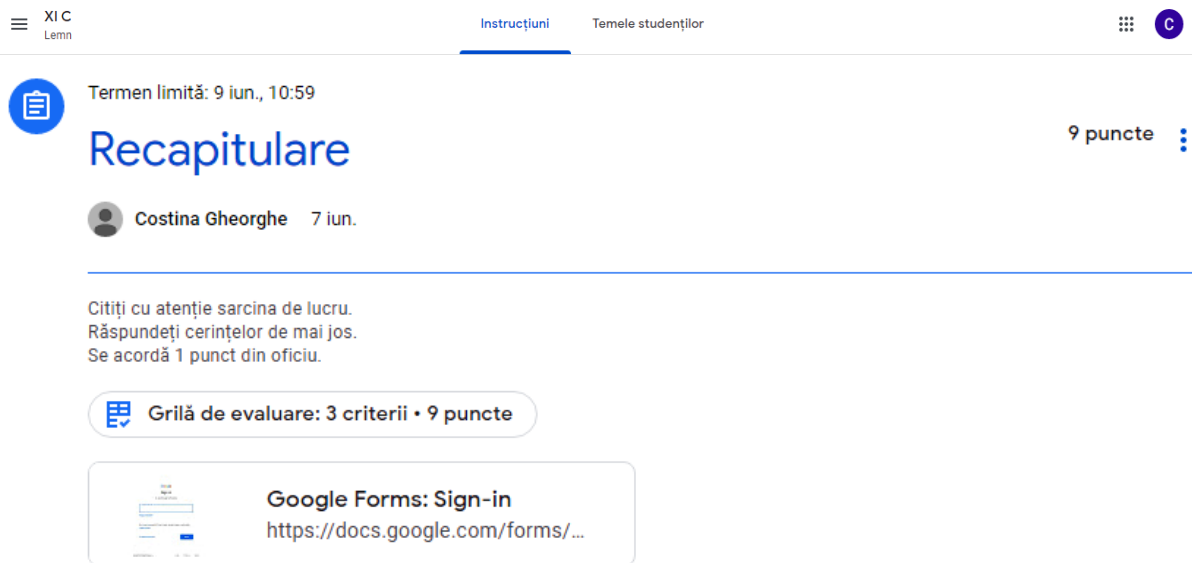 XI C
Lemn
Instrucțiuni
Temele studenților
C
Termen limită: 9 iun., 10:59
Recapitulare
9 puncte
Costina Gheorghe 7 iun.
Citiți cu atenție sarcina de lucru.
Răspundeți cerințelor de mai jos.
Se acordă 1 punct din oficiu.
Grilă de evaluare: 3 criterii • 9 puncte
Google Forms: Sign-in
https://docs.google.com/forms/...